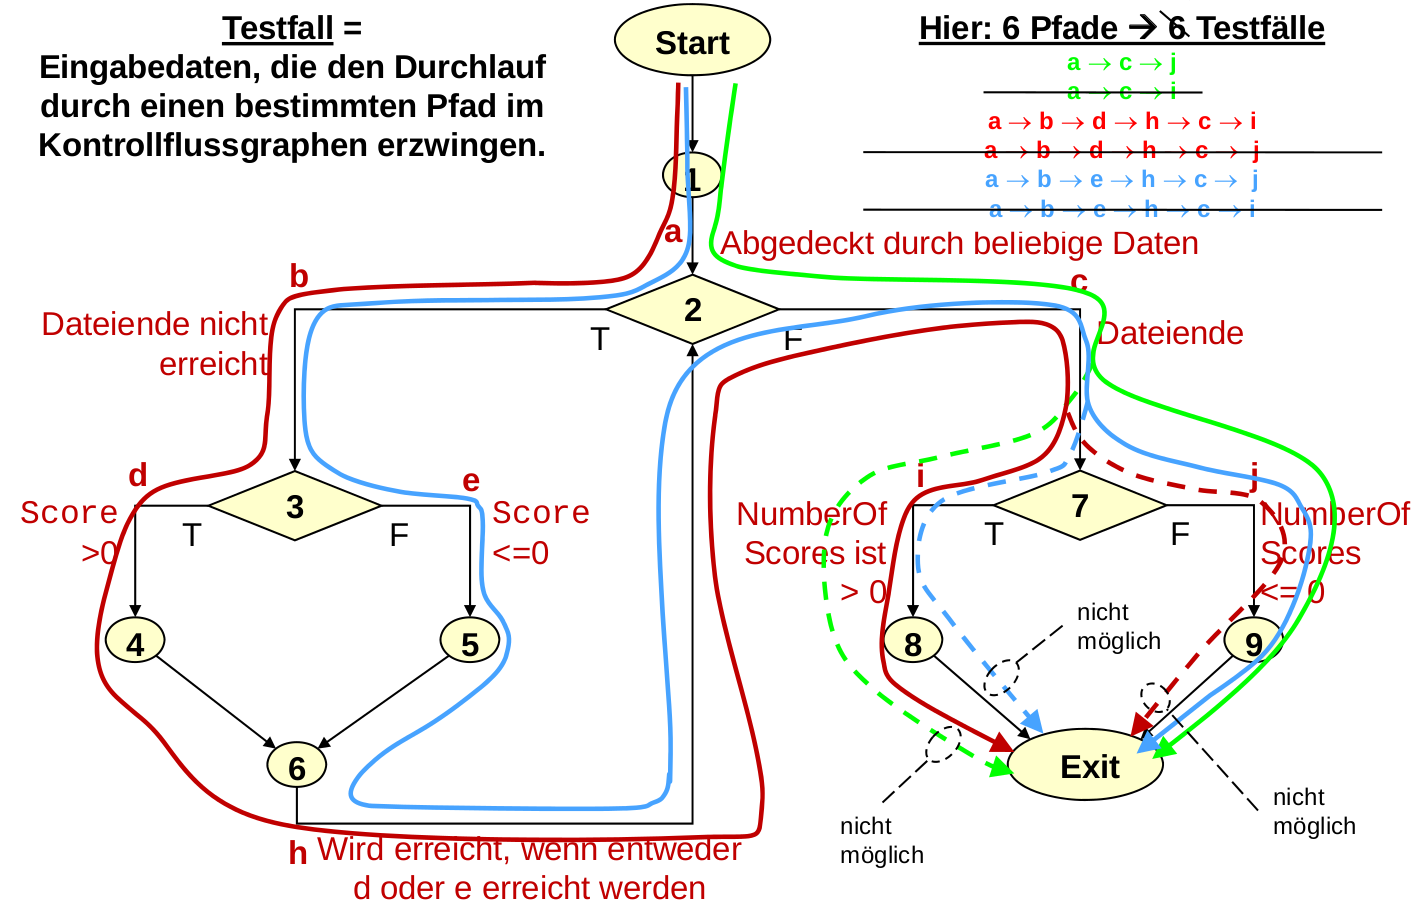 Testfall =
Eingabedaten, die den Durchlauf
durch einen bestimmten Pfad im
Kontrollflussgraphen erzwingen.
Start
Hier: 6 Pfade → 6 Testfälle
a → c → j
a → c → i
a → b → d → h → c → i
a → b → d → h → c → j
a → b → e → h → c → j
a → b → e → h → c → i
1
a
Abgedeckt durch beliebige Daten
b
c
2
T
F
Dateiende nicht
erreicht
Dateiende
d
e
i
j
3
T
F
Score
>0
Score
<=0
7
T
F
NumberOf
Scores ist
> 0
NumberOf
Scores
<= 0
4
5
8
9
nicht
möglich
6
Exit
nicht
möglich
nicht
möglich
h
Wird erreicht, wenn entweder
d oder e erreicht werden